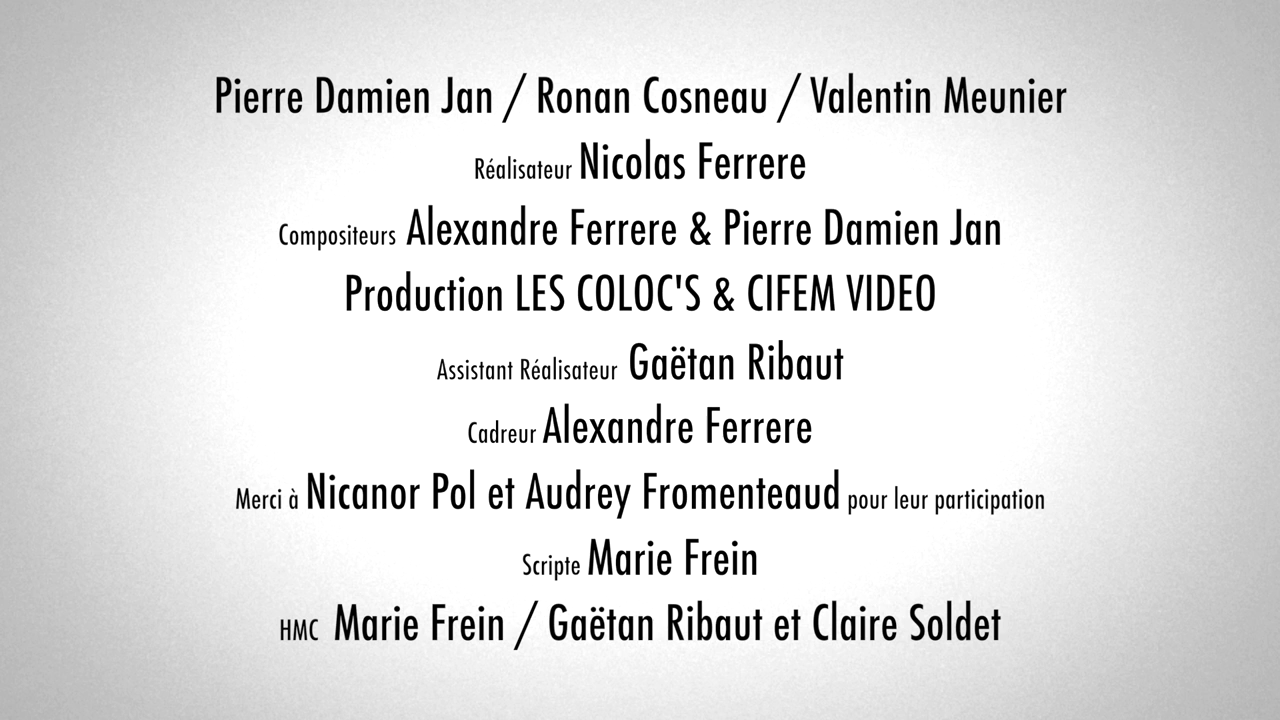 Pierre Damien Jan / Ronan Cosneau / Valentin Meunier
Réalisateur Nicolas Ferrere
Compositeurs Alexandre Ferrere & Pierre Damien Jan
Production LES COLOC'S & CIFEM VIDEO
Assistant Réalisateur Gaëtan Ribaut
Cadreur Alexandre Ferrere
Merci à Nicanor Pol et Audrey Fromenteaud pour leur participation
Scripte Marie Frein
HMC Marie Frein / Gaëtan Ribaut et Claire Soldet